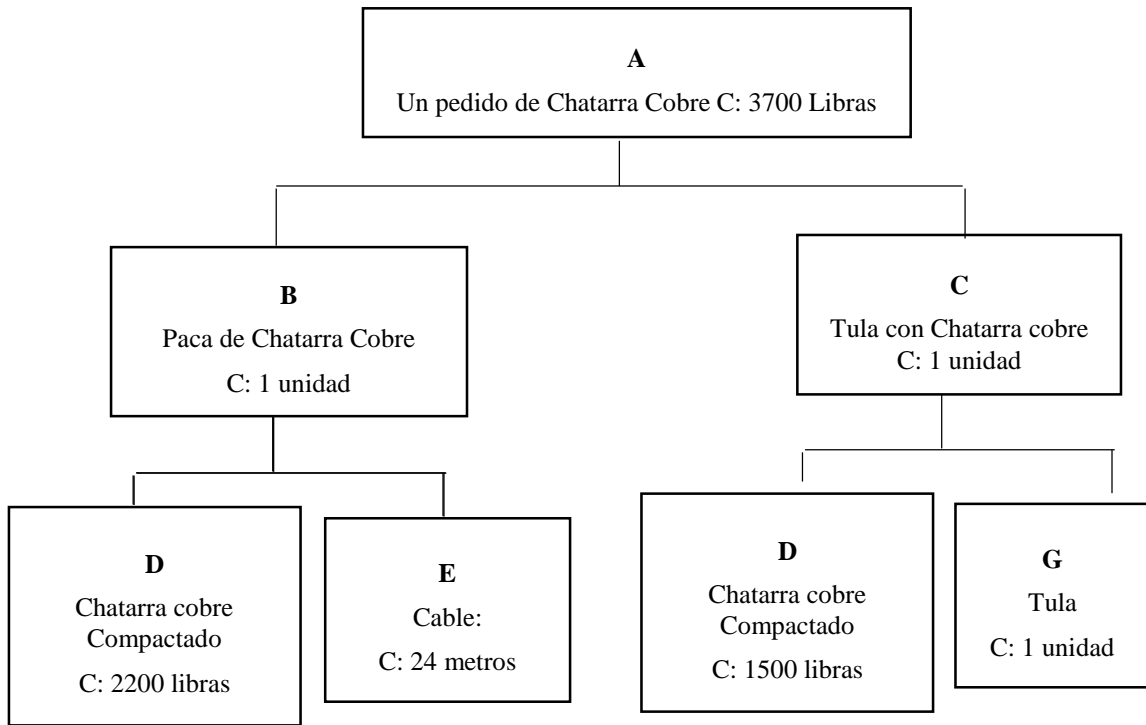 A
Un pedido de Chatarra Cobre C: 3700 Libras
B
Paca de Chatarra Cobre
C: 1 unidad
C
Tula con Chatarra cobre
C: 1 unidad
D
Chatarra cobre
Compactado
C: 2200 libras
E
Cable:
C: 24 metros
D
Chatarra cobre
Compactado
C: 1500 libras
G
Tula
C: 1 unidad